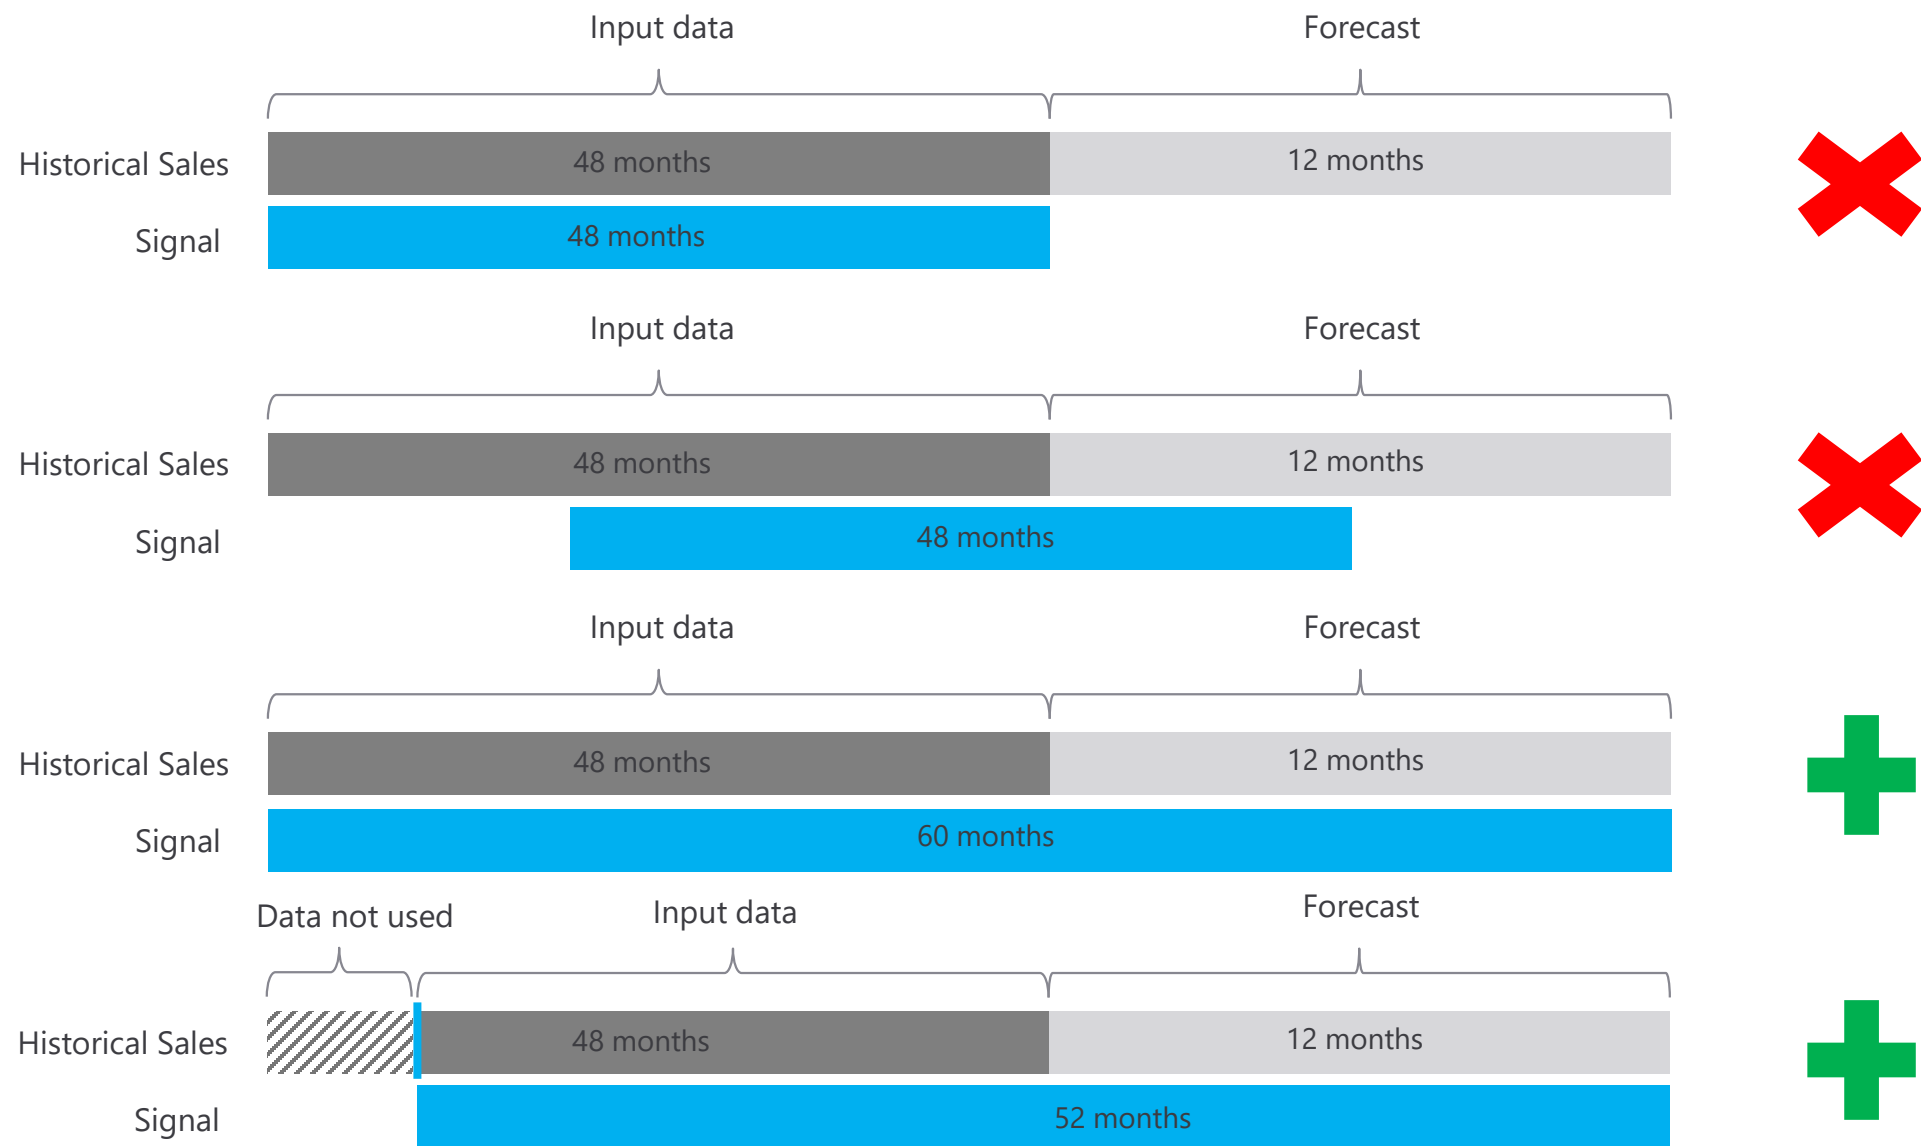 Input data
Forecast
Historical Sales
48 months
12 months
Signal
48 months
Input data
Forecast
Historical Sales
48 months
12 months
Signal
48 months
Input data
Forecast
Historical Sales
48 months
12 months
Signal
60 months
Data not used
Input data
Forecast
Historical Sales
48 months
12 months
Signal
52 months